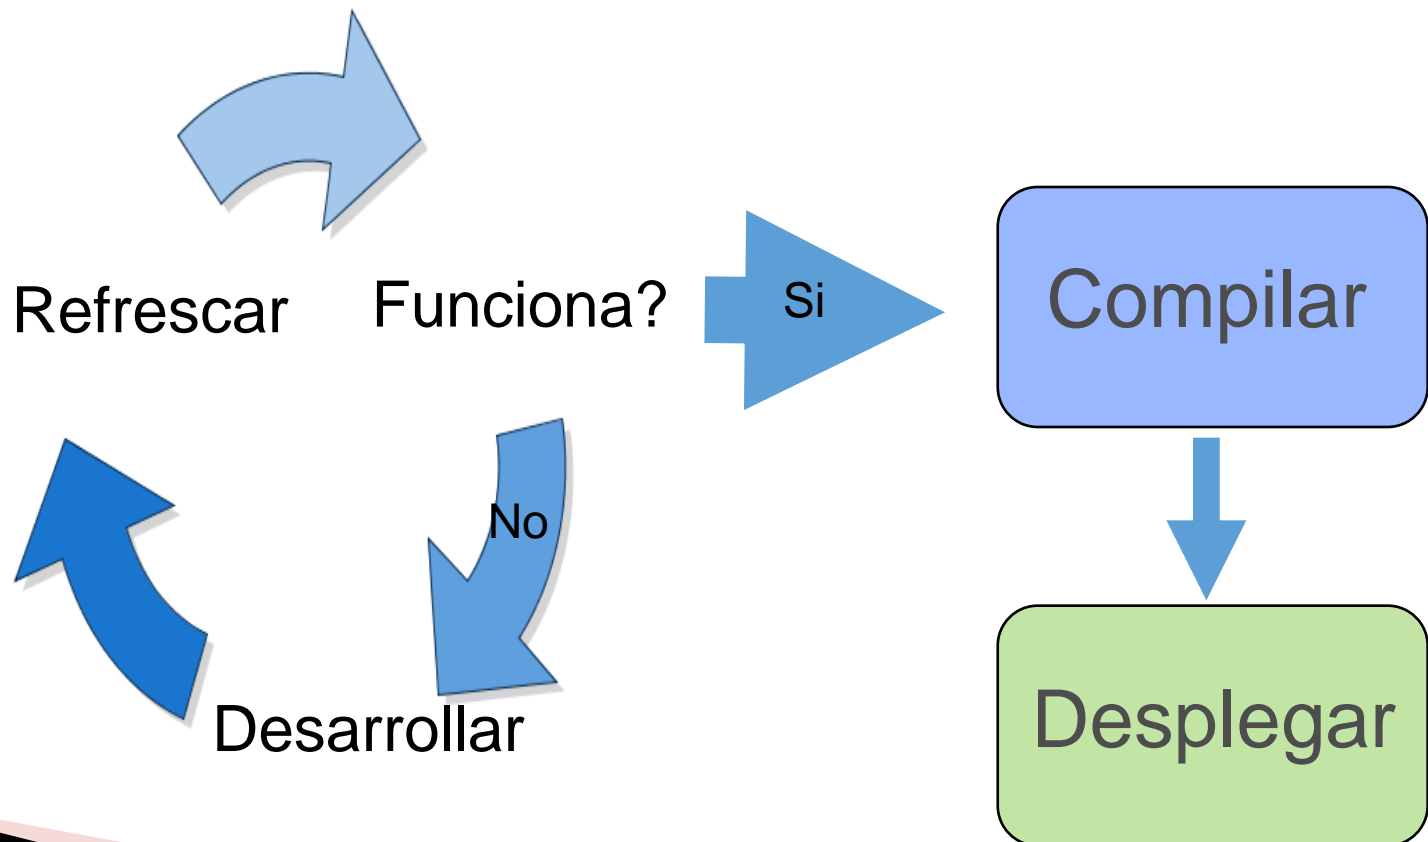 Refrescar
Funciona?
Si
Compilar
No
Desarrollar
Desplegar